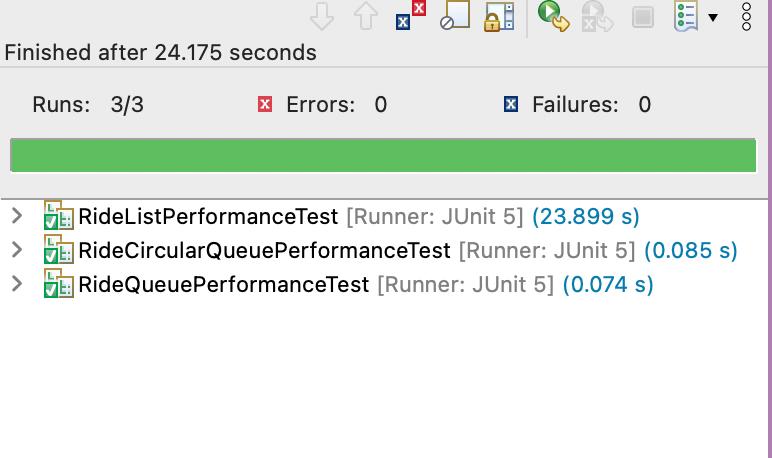 Finished after 24.175 seconds
Runs: 3/3 Errors: 0 Failures: 0
RideListPerformanceTest [Runner: JUnit 5] (23.899 s)
RideCircularQueuePerformanceTest [Runner: JUnit 5] (0.085 s)
RideQueuePerformanceTest [Runner: JUnit 5] (0.074 s)